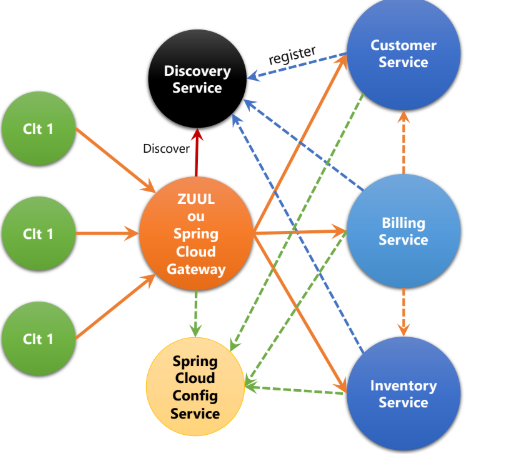 Customer
Service
register
Discovery
Service
Clt 1
Discover
ZUUL
ou
Spring
Cloud
Gateway
Clt 1
Billing
Service
Clt 1
Spring
Cloud
Config
Service
Inventory
Service